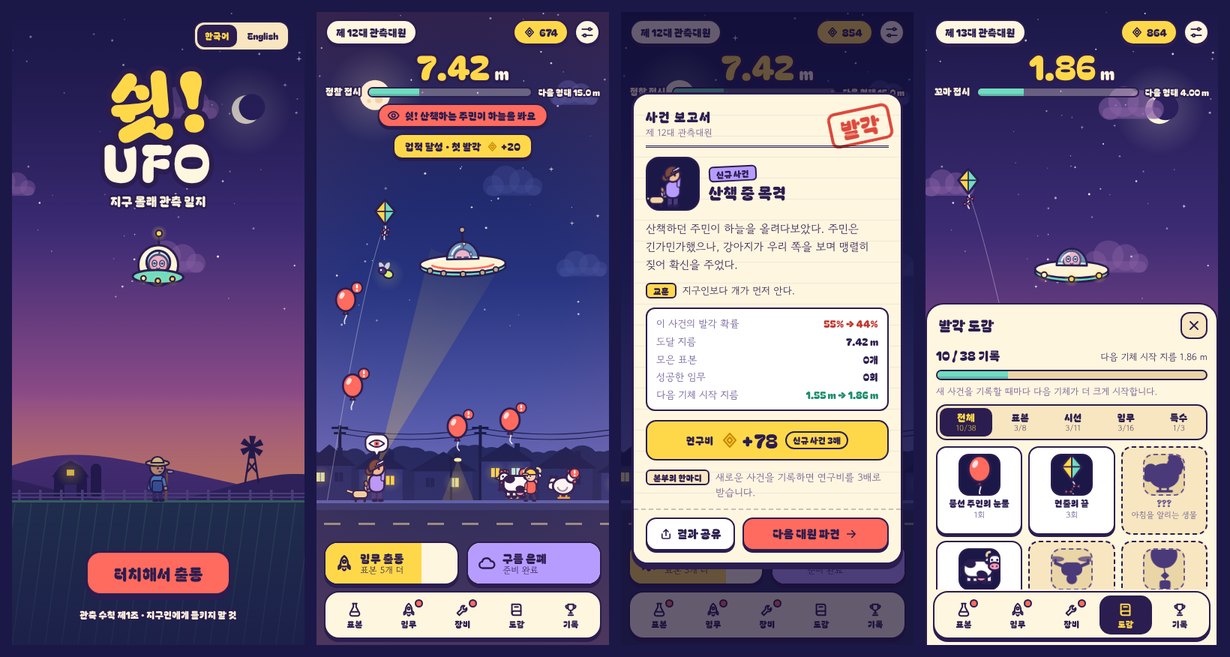 한국어 English
쉿!
UFO
지구 몰래 관측 일지
터치해서 출동
관측 수칙 제1조 · 지구인에게 들키지 말 것
제 12대 관측대원
674
7.42 m
정찰 접시
다음 형태 15.0 m
쉿! 산책하는 주민이 하늘을 봐요
업적 달성 · 첫 발각 +20
임무 출동
표본 5개 더
구름 은폐
준비 완료
표본 임무 장비 도감 기록
제 12대 관측대원
854
7.42 m
정찰 접시
다음 형태 15.0 m
사건 보고서
제 12대 관측대원
발각
신규 사건
산책 중 목격
산책하던 주민이 하늘을 올려다보았다. 주민은
긴가민가했으나, 강아지가 우리 쪽을 보며 맹렬히
짖어 확신을 주었다.
교훈 지구인보다 개가 먼저 안다.
이 사건의 발각 확률 55% → 44%
도달 지름 7.42 m
모은 표본 0개
성공한 임무 0회
다음 기체 시작 지름 1.55 m → 1.86 m
연구비 +78 신규 사건 3배
본부의 한마디 새로운 사건을 기록하면 연구비를 3배로
받습니다.
결과 공유
다음 대원 파견 →
표본 5개 더
준비 완료
표본 임무 장비 도감 기록
제 13대 관측대원
864
1.86 m
꼬마 접시
다음 형태 4.00 m
발각 도감
10 / 38 기록
다음 기체 시작 지름 1.86 m
새 사건을 기록할 때마다 다음 기체가 더 크게 시작합니다.
전체 표본 시선 임무 특수
10/38 3/8 3/11 3/16 1/3
풍선 주인의 눈물
1회
연줄의 끝
3회
???
아침을 알리는 생물
표본 임무 장비 도감 기록